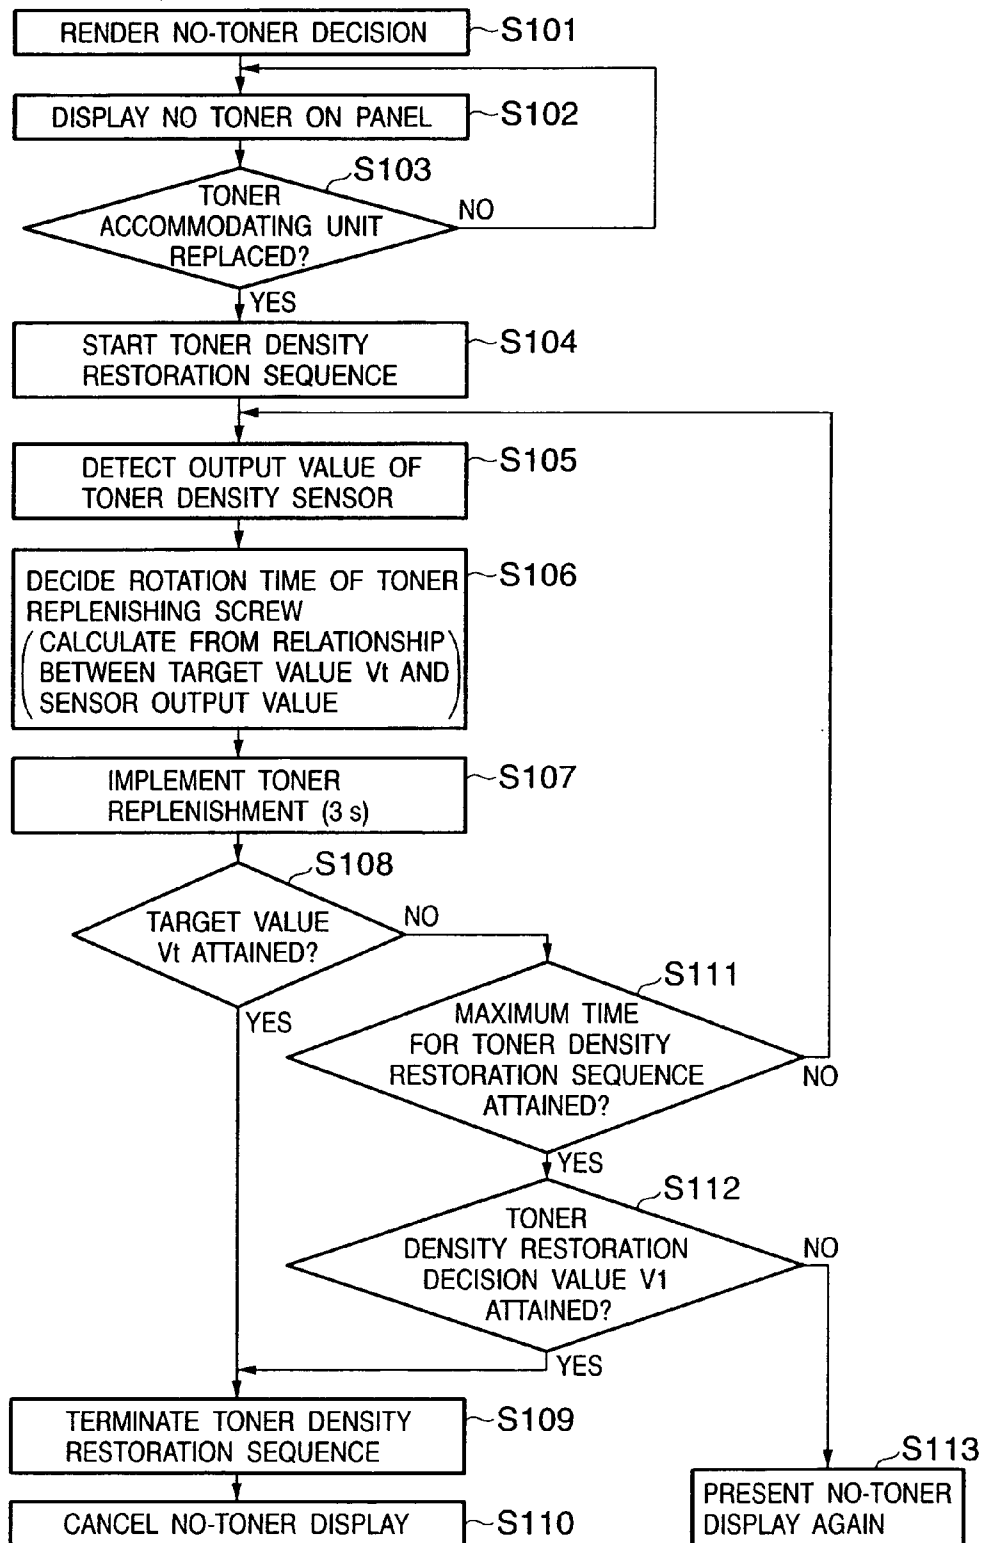 RENDER NO-TONER DECISION
S101
DISPLAY NO TONER ON PANEL
S102
S103
TONER
ACCOMMODATING UNIT
REPLACED?
NO
YES
START TONER DENSITY
RESTORATION SEQUENCE
S104
DETECT OUTPUT VALUE OF
TONER DENSITY SENSOR
S105
DECIDE ROTATION TIME OF TONER
REPLENISHING SCREW
(CALCULATE FROM RELATIONSHIP
BETWEEN TARGET VALUE Vt AND
SENSOR OUTPUT VALUE)
S106
IMPLEMENT TONER
REPLENISHMENT (3 s)
S107
S108
TARGET VALUE
Vt ATTAINED?
NO
YES
S111
MAXIMUM TIME
FOR TONER DENSITY
RESTORATION SEQUENCE
ATTAINED?
NO
YES
S112
TONER
DENSITY RESTORATION
DECISION VALUE V1
ATTAINED?
NO
YES
TERMINATE TONER DENSITY
RESTORATION SEQUENCE
S109
CANCEL NO-TONER DISPLAY
S110
S113
PRESENT NO-TONER
DISPLAY AGAIN